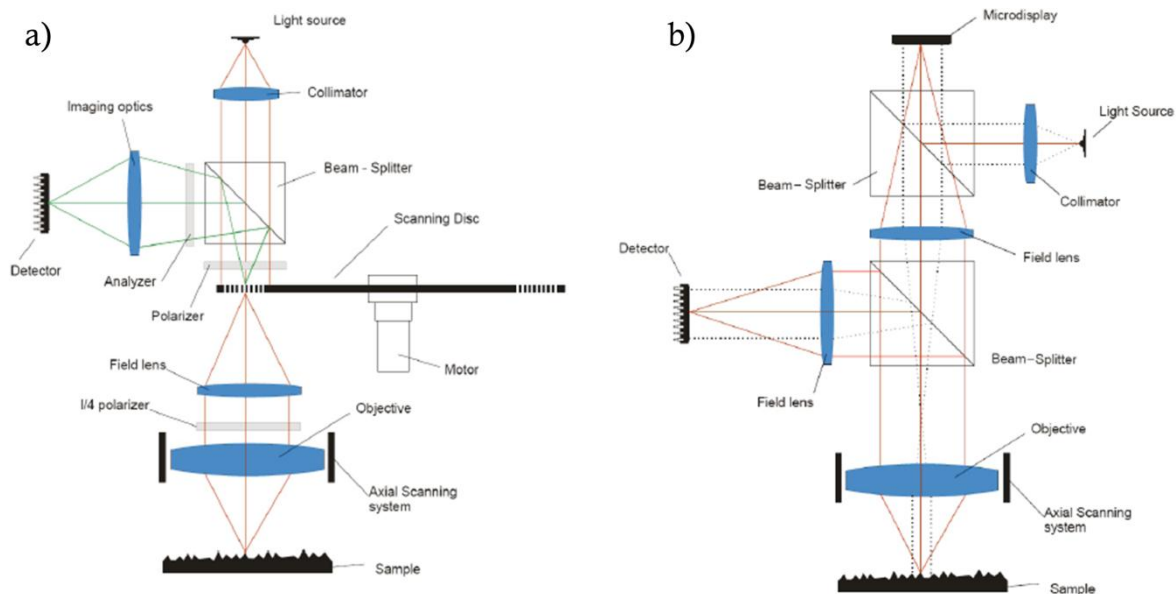 a)
Light source
Collimator
Imaging optics
Beam - Splitter
Scanning Disc
Detector
Analyzer
Polarizer
Motor
Field lens
I/4 polarizer
Objective
Axial Scanning
system
Sample
b)
Microdisplay
Light Source
Beam-Splitter
Collimator
Detector
Field lens
Beam-Splitter
Field lens
Objective
Axial Scanning
system
Sample